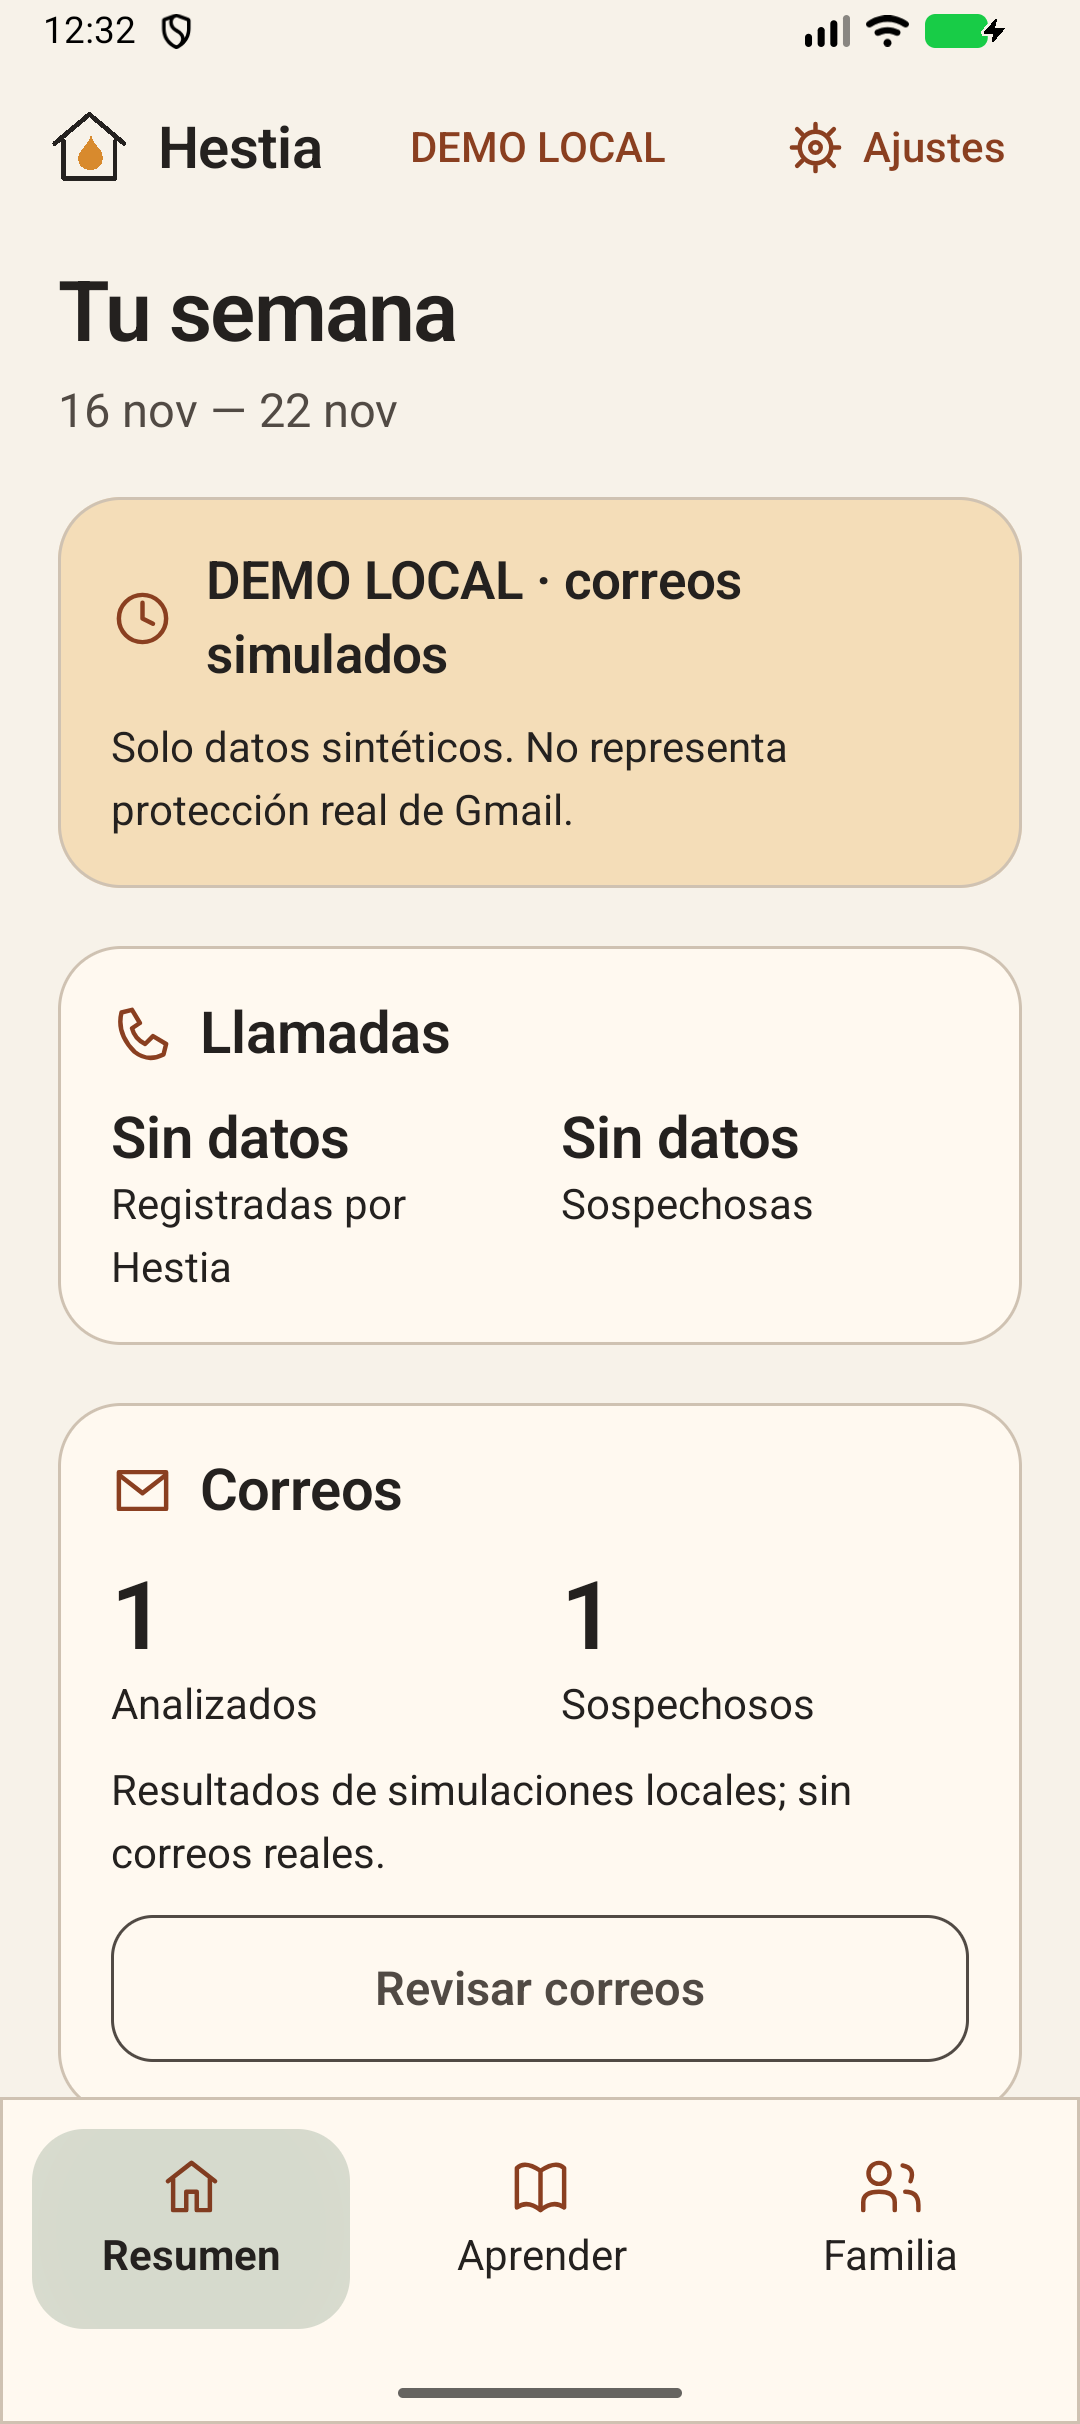 12:32
Hestia DEMO LOCAL Ajustes
Tu semana
16 nov — 22 nov
DEMO LOCAL · correos
simulados
Solo datos sintéticos. No representa
protección real de Gmail.
Llamadas
Sin datos Sin datos
Registradas por Sospechosas
Hestia
Correos
1 1
Analizados Sospechosos
Resultados de simulaciones locales; sin
correos reales.
Revisar correos
Resumen Aprender Familia